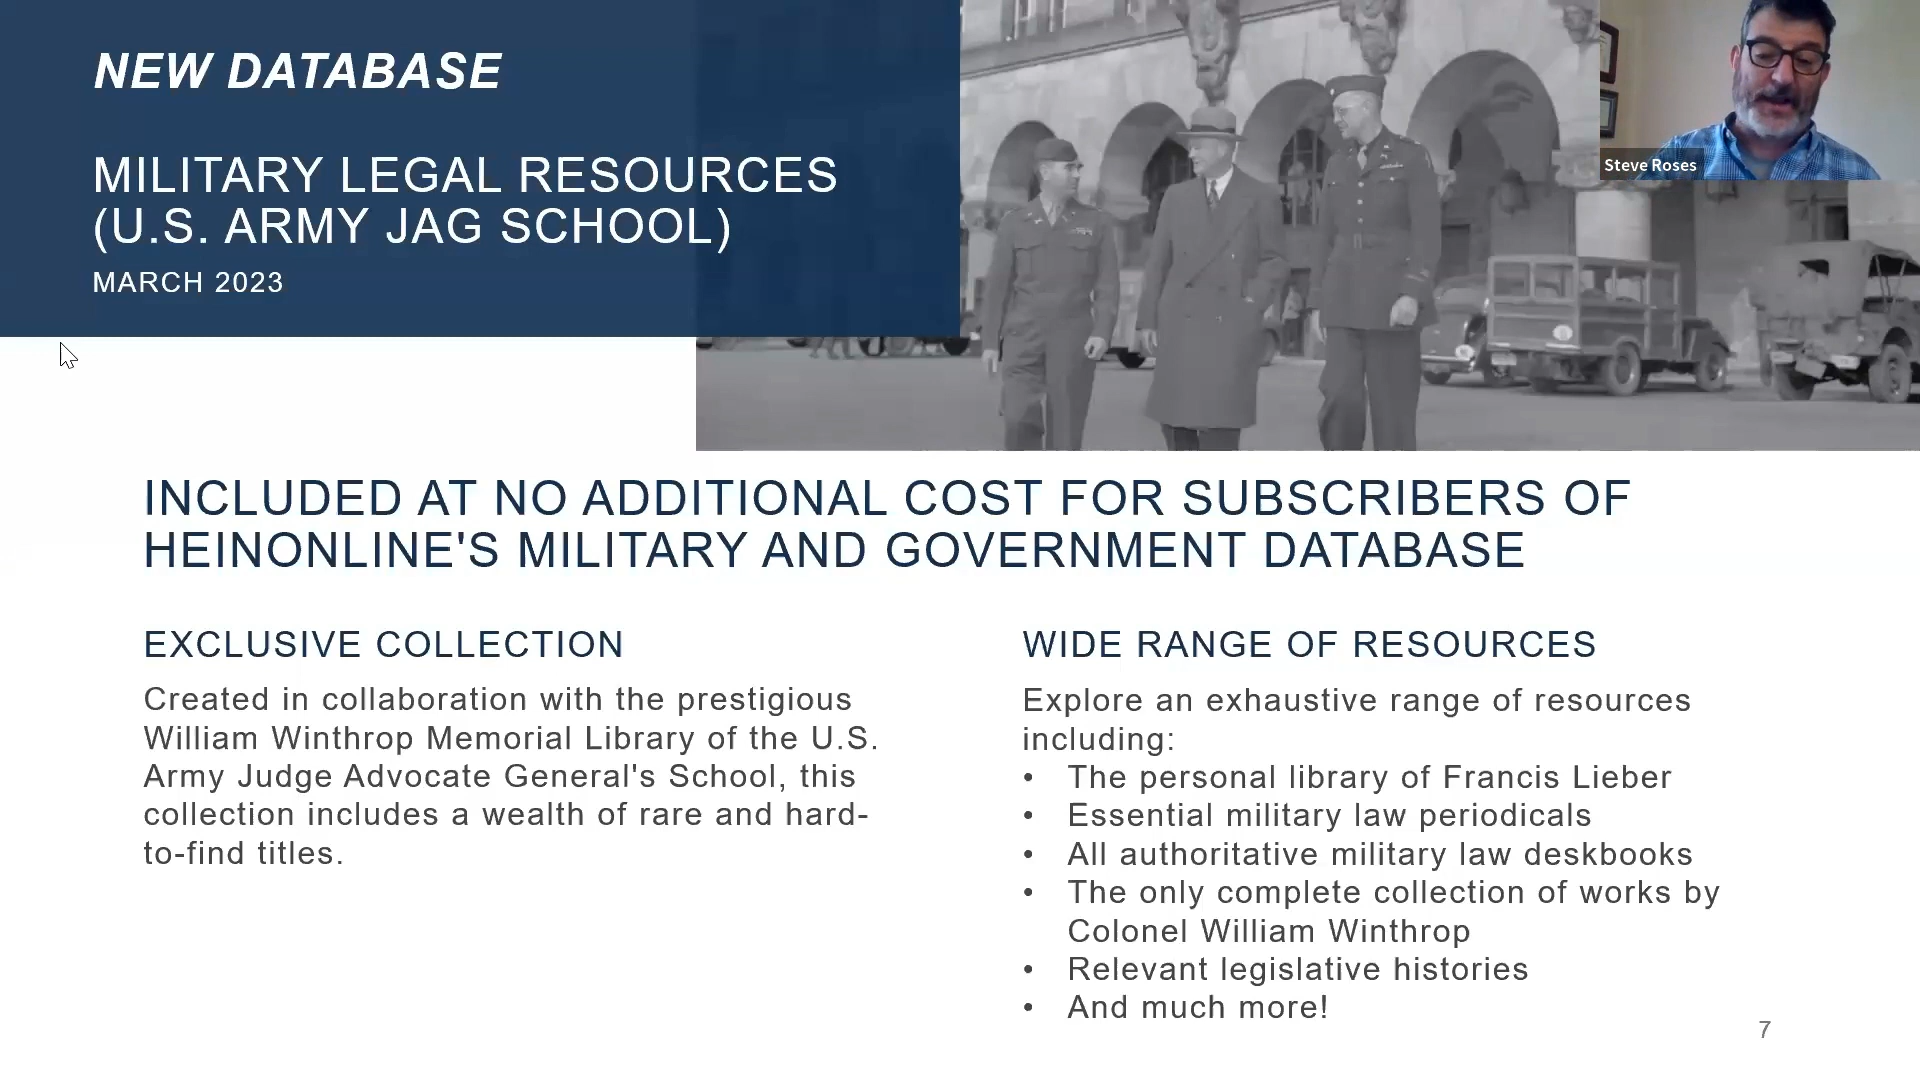 NEW DATABASE
MILITARY LEGAL RESOURCES
(U.S. ARMY JAG SCHOOL)
MARCH 2023
Steve Roses
INCLUDED AT NO ADDITIONAL COST FOR SUBSCRIBERS OF
HEINONLINE'S MILITARY AND GOVERNMENT DATABASE
EXCLUSIVE COLLECTION
Created in collaboration with the prestigious
William Winthrop Memorial Library of the U.S.
Army Judge Advocate General's School, this
collection includes a wealth of rare and hard-
to-find titles.
WIDE RANGE OF RESOURCES
Explore an exhaustive range of resources
including:
• The personal library of Francis Lieber
• Essential military law periodicals
• All authoritative military law deskbooks
• The only complete collection of works by
Colonel William Winthrop
• Relevant legislative histories
• And much more!
7